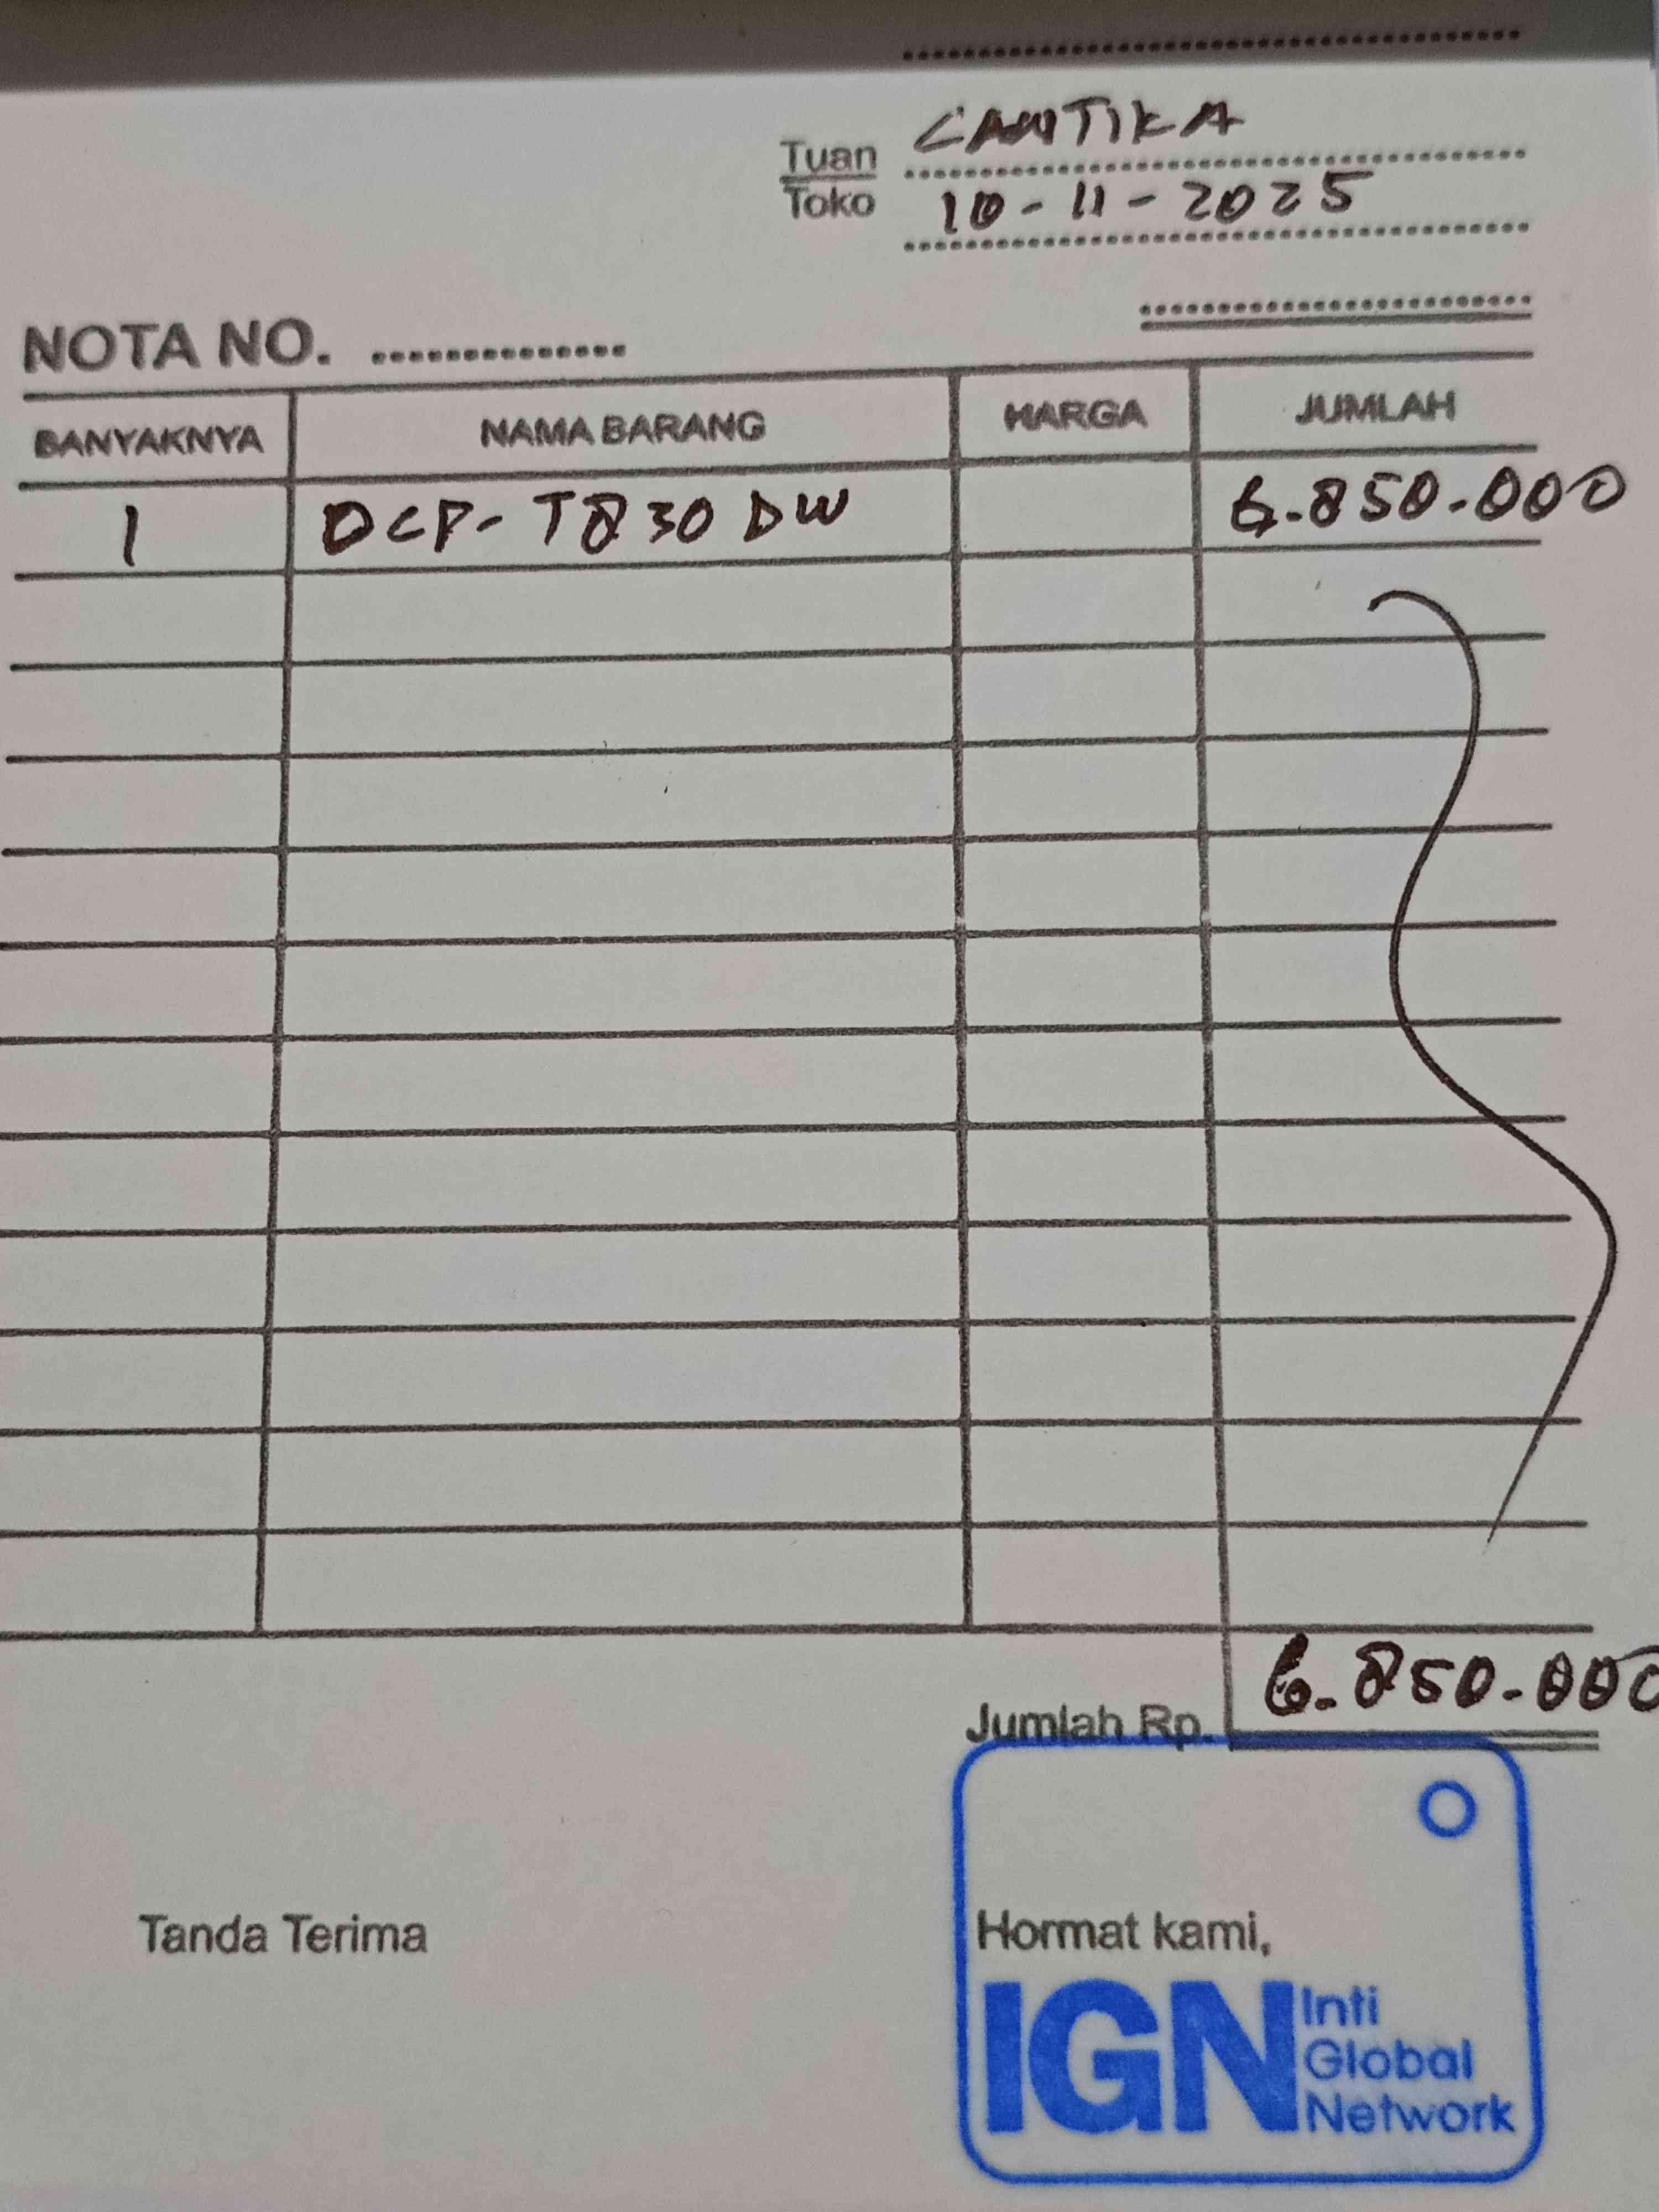 CANTIKA
Tuan
Toko
10-11-2025
NOTA NO. ..............
BANYAKNYA NAMA BARANG HARGA JUMLAH
1 DCP-T830DW 6.850.000
Jumlah Rp. 6.850.000
Tanda Terima Hormat kami,
IGN Inti
Global
Network